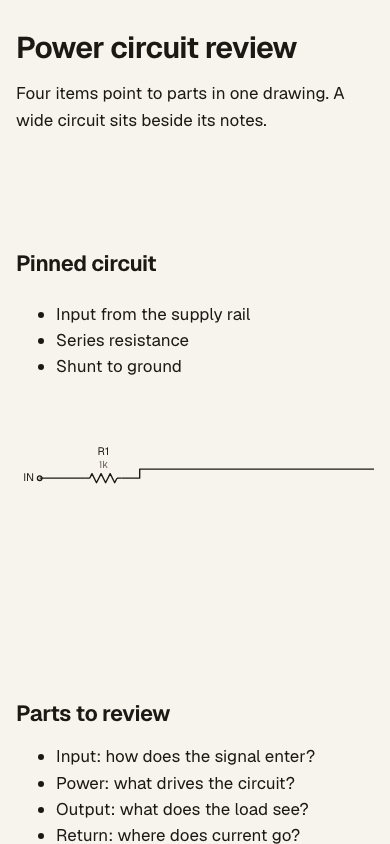 Power circuit review
Four items point to parts in one drawing. A
wide circuit sits beside its notes.
Pinned circuit
Input from the supply rail
Series resistance
Shunt to ground
R1
1k
IN
Parts to review
Input: how does the signal enter?
Power: what drives the circuit?
Output: what does the load see?
Return: where does current go?